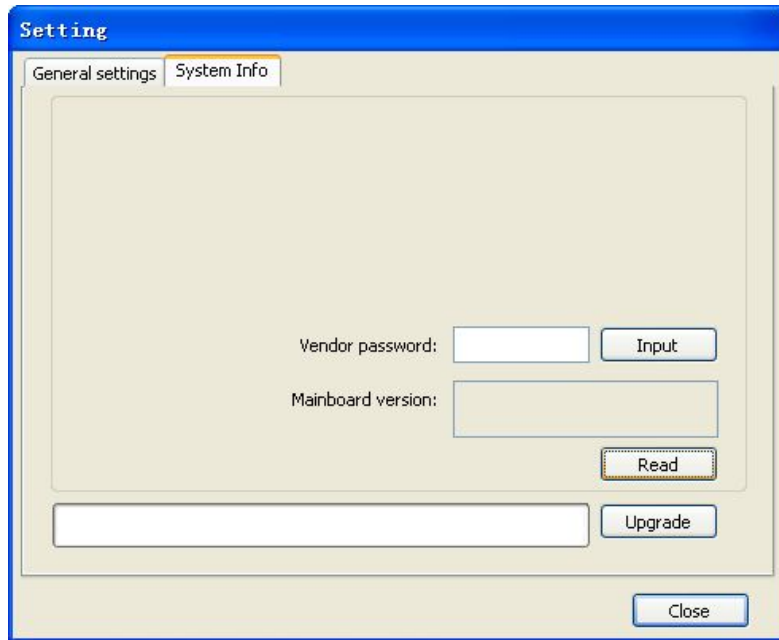 Setting
General settings System Info
Vendor password: Input
Mainboard version:
Read
Upgrade
Close